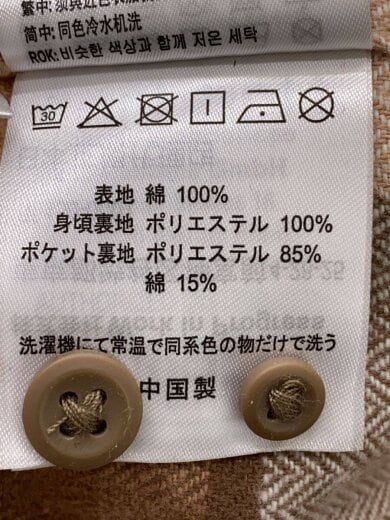 简中: 同色冷水机洗
ROK: 비슷한 색상과 함께 저온 세탁
30
表地 綿 100%
身頃裏地 ポリエステル 100%
ポケット裏地 ポリエステル 85%
綿 15%
洗濯機にて常温で同系色の物だけで洗う
中国製